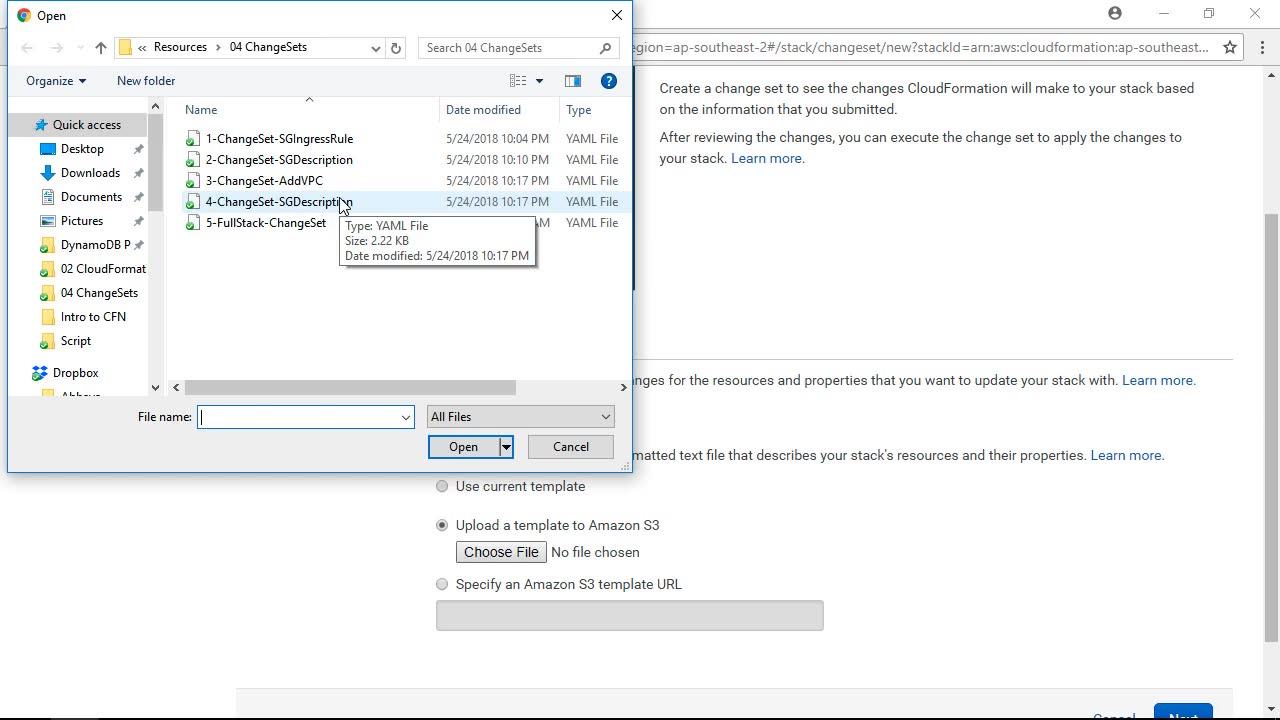 Open
« Resources > 04 ChangeSets
Search 04 ChangeSets
egion=ap-southeast-2#/stack/changeset/new?stackId=arn:aws:cloudformation:ap-southeast...
Organize
New folder
Name
Date modified
Type
Quick access
Desktop
Downloads
Documents
Pictures
DynamoDB P
02 CloudFormat
04 ChangeSets
Intro to CFN
Script
Dropbox
1-ChangeSet-SGIngressRule 5/24/2018 10:04 PM YAML File
2-ChangeSet-SGDescription 5/24/2018 10:10 PM YAML File
3-ChangeSet-AddVPC 5/24/2018 10:17 PM YAML File
4-ChangeSet-SGDescription 5/24/2018 10:17 PM YAML File
5-FullStack-ChangeSet AM YAML File
Type: YAML File
Size: 2.22 KB
Date modified: 5/24/2018 10:17 PM
File name:
All Files
Open
Cancel
Create a change set to see the changes CloudFormation will make to your stack based
on the information that you submitted.
After reviewing the changes, you can execute the change set to apply the changes to
your stack. Learn more.
nges for the resources and properties that you want to update your stack with. Learn more.
matted text file that describes your stack's resources and their properties. Learn more.
Use current template
Upload a template to Amazon S3
Choose File No file chosen
Specify an Amazon S3 template URL
Cancel
Next